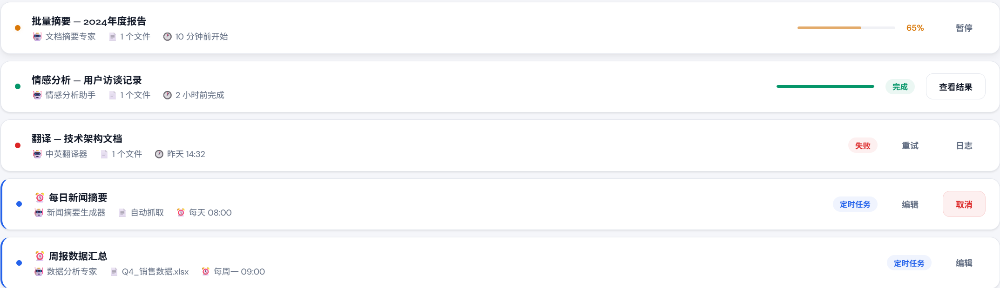 批量摘要 — 2024年度报告
文档摘要专家 1 个文件 10 分钟前开始
65% 暂停
情感分析 — 用户访谈记录
情感分析助手 1 个文件 2 小时前完成
完成 查看结果
翻译 — 技术架构文档
中英翻译器 1 个文件 昨天 14:32
失败 重试 日志
每日新闻摘要
新闻摘要生成器 自动抓取 每天 08:00
定时任务 编辑 取消
周报数据汇总
数据分析专家 Q4_销售数据.xlsx 每周一 09:00
定时任务 编辑